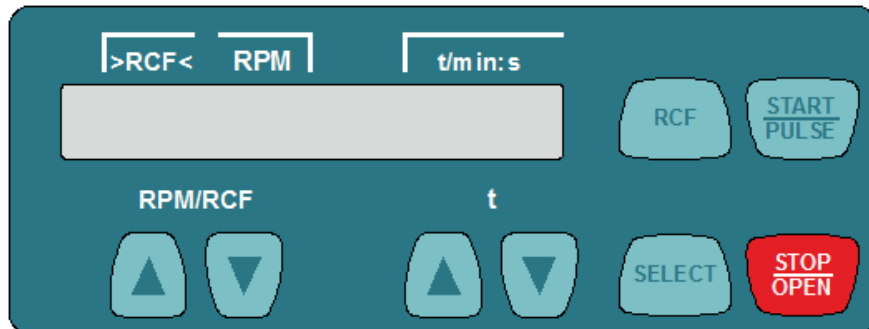 >RCF< RPM t/min:s
RCF
START
PULSE
RPM/RCF t
SELECT
STOP
OPEN